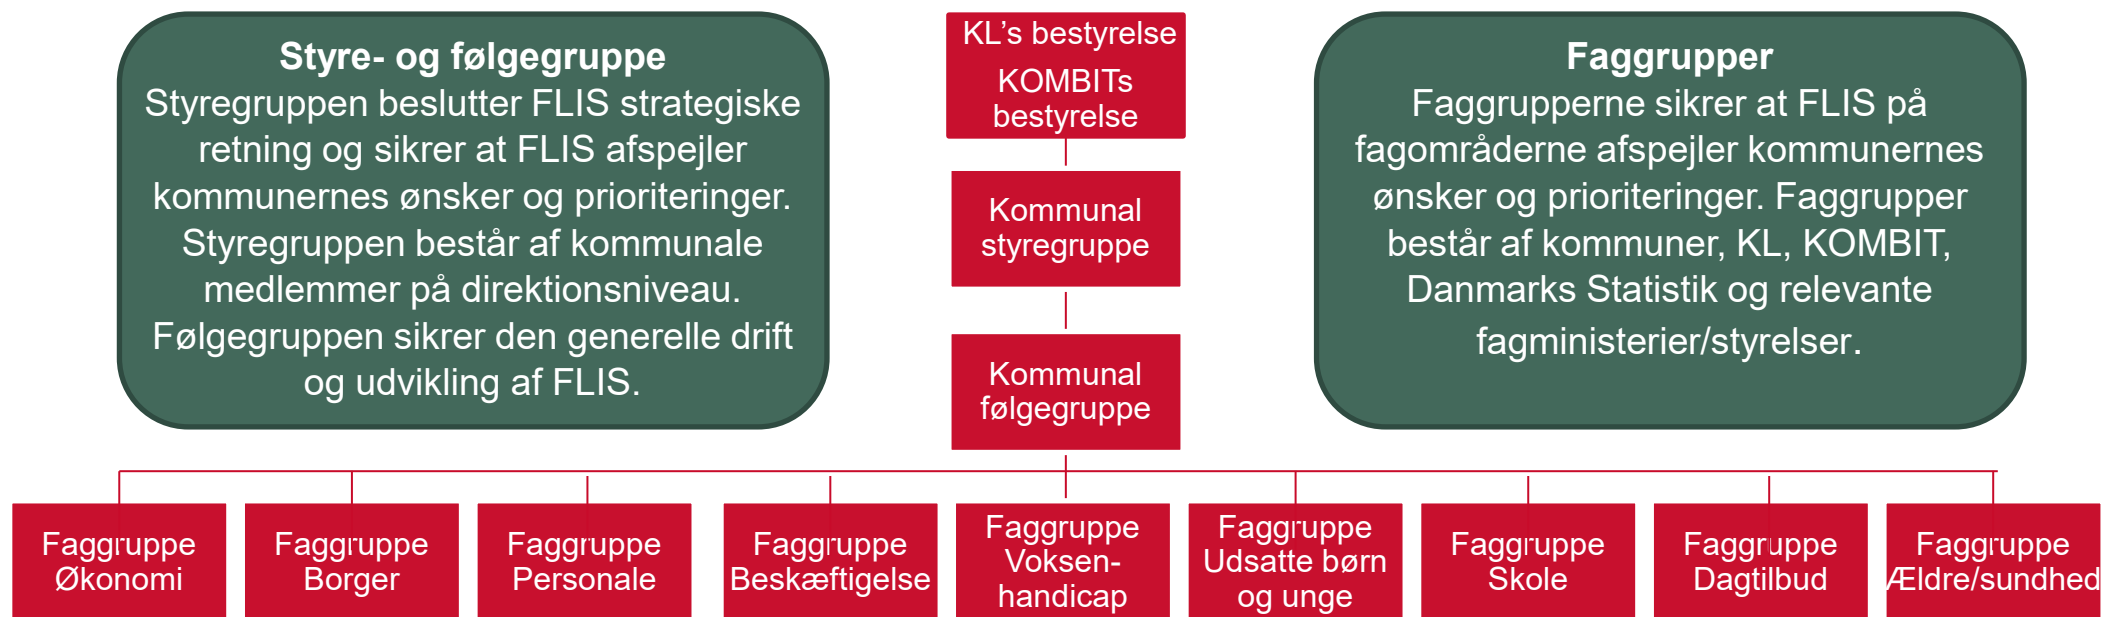 Styre- og følgegruppe
Styregruppen beslutter FLIS strategiske
retning og sikrer at FLIS afspejler
kommunernes ønsker og prioriteringer.
Styregruppen består af kommunale
medlemmer på direktionsniveau.
Følgegruppen sikrer den generelle drift
og udvikling af FLIS.
KL’s bestyrelse
KOMBITs
bestyrelse
Kommunal
styregruppe
Kommunal
følgegruppe
Faggrupper
Faggrupperne sikrer at FLIS på
fagområderne afspejler kommunernes
ønsker og prioriteringer. Faggrupper
består af kommuner, KL, KOMBIT,
Danmarks Statistik og relevante
fagministerier/styrelser.
Faggruppe
Økonomi
Faggruppe
Borger
Faggruppe
Personale
Faggruppe
Beskæftigelse
Faggruppe
Voksen-
handicap
Faggruppe
Udsatte børn
og unge
Faggruppe
Skole
Faggruppe
Dagtilbud
Faggruppe
Ældre/sundhed